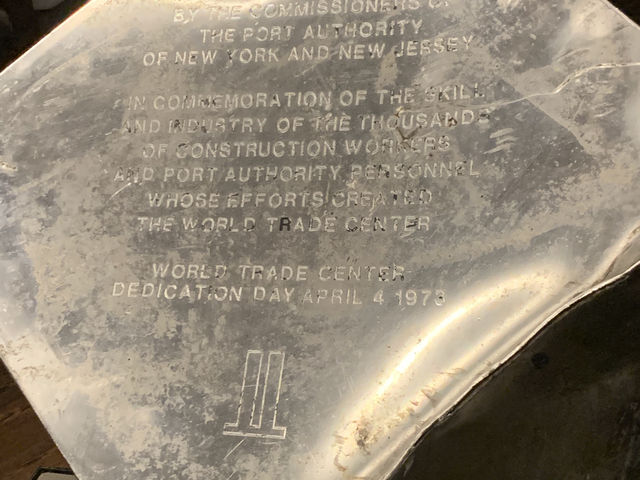 BY THE COMMISSIONERS OF
THE PORT AUTHORITY
OF NEW YORK AND NEW JERSEY
IN COMMEMORATION OF THE SKILL
AND INDUSTRY OF THE THOUSANDS
OF CONSTRUCTION WORKERS
AND PORT AUTHORITY PERSONNEL
WHOSE EFFORTS CREATED
THE WORLD TRADE CENTER
WORLD TRADE CENTER
DEDICATION DAY APRIL 4 1973